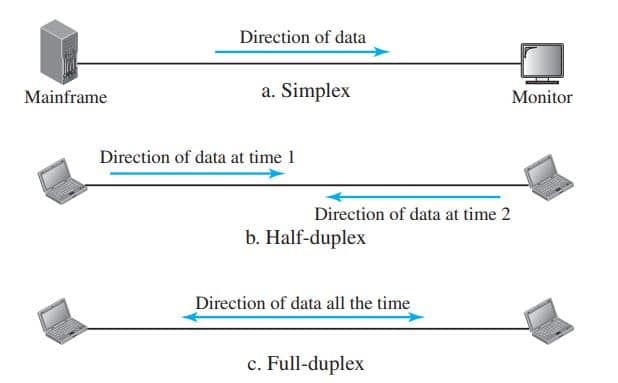 Direction of data
Mainframe
a. Simplex
Monitor
Direction of data at time 1
Direction of data at time 2
b. Half-duplex
Direction of data all the time
c. Full-duplex